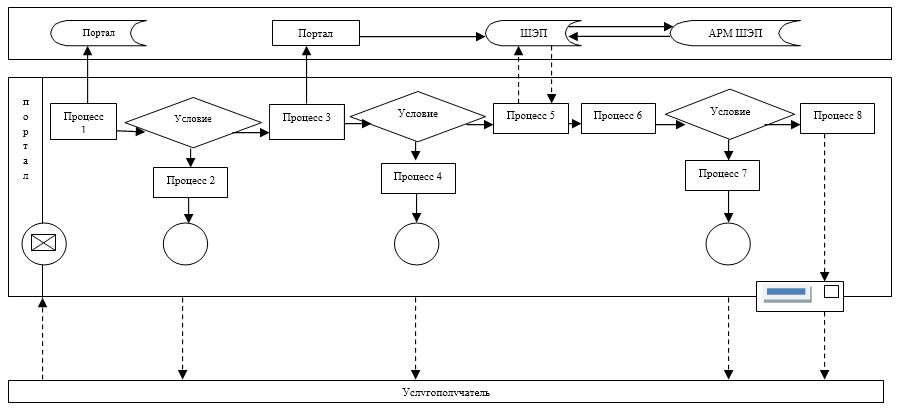 Портал
Портал
ШЭП
АРМ ШЭП
портал
Процесс
1
Условие
Процесс 3
Условие
Процесс 5
Процесс 6
Условие
Процесс 8
Процесс 2
Процесс 4
Процесс 7
Услугополучатель